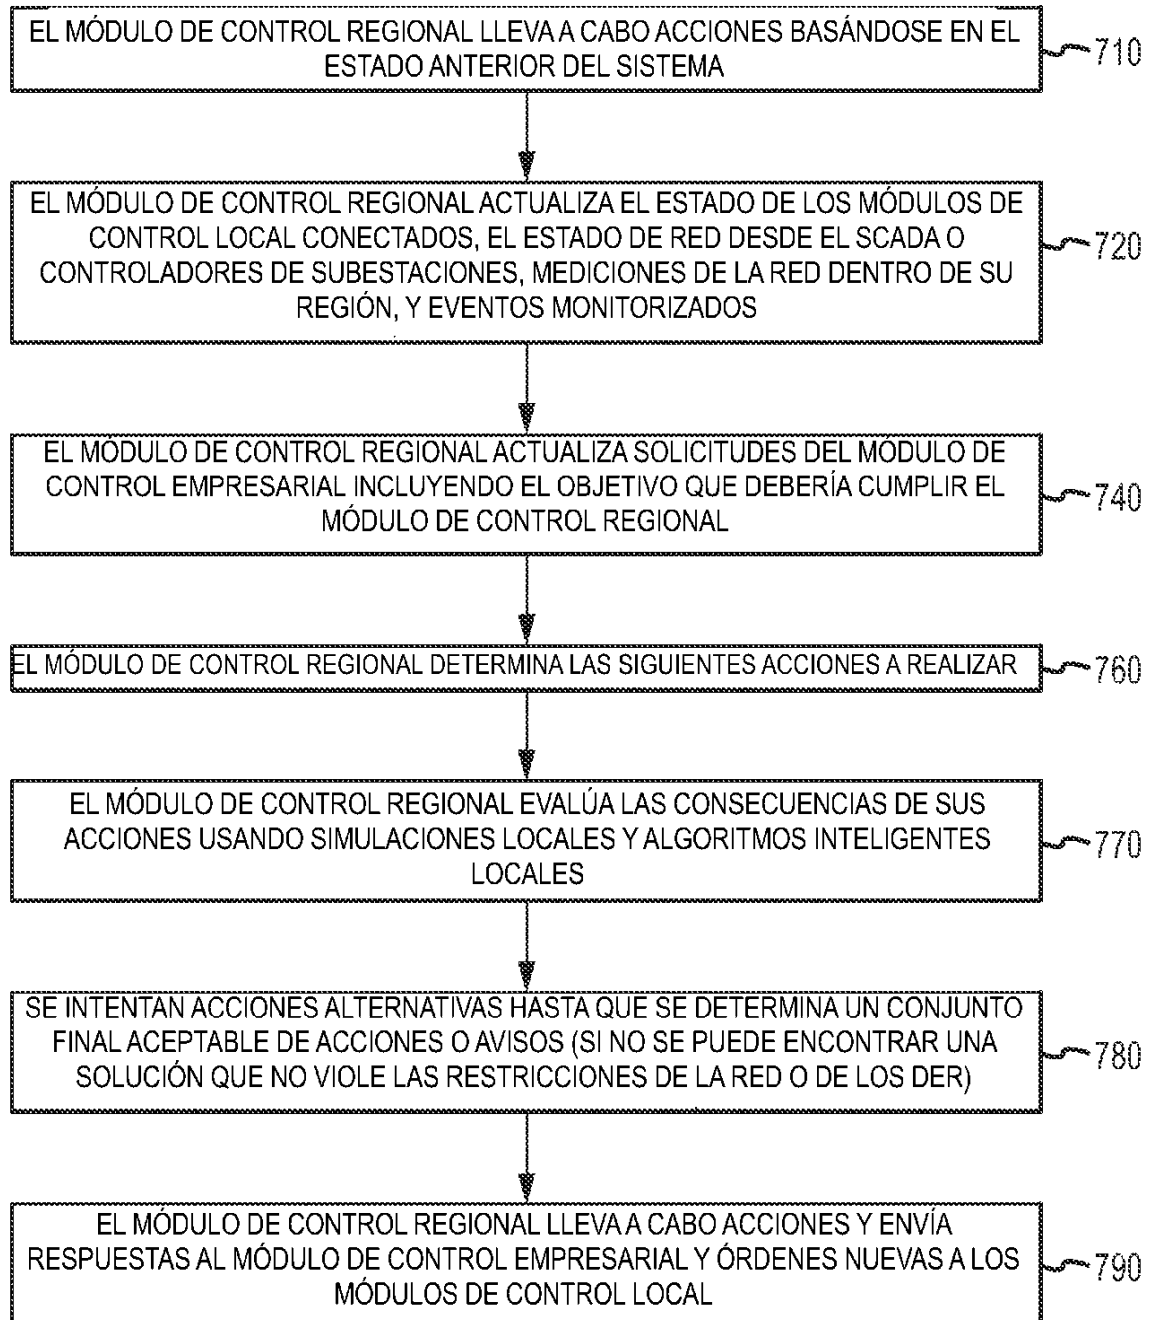 EL MÓDULO DE CONTROL REGIONAL LLEVA A CABO ACCIONES BASÁNDOSE EN EL
ESTADO ANTERIOR DEL SISTEMA
710
EL MÓDULO DE CONTROL REGIONAL ACTUALIZA EL ESTADO DE LOS MÓDULOS DE
CONTROL LOCAL CONECTADOS, EL ESTADO DE RED DESDE EL SCADA O
CONTROLADORES DE SUBESTACIONES, MEDICIONES DE LA RED DENTRO DE SU
REGIÓN, Y EVENTOS MONITORIZADOS
720
EL MÓDULO DE CONTROL REGIONAL ACTUALIZA SOLICITUDES DEL MÓDULO DE
CONTROL EMPRESARIAL INCLUYENDO EL OBJETIVO QUE DEBERÍA CUMPLIR EL
MÓDULO DE CONTROL REGIONAL
740
EL MÓDULO DE CONTROL REGIONAL DETERMINA LAS SIGUIENTES ACCIONES A REALIZAR
760
EL MÓDULO DE CONTROL REGIONAL EVALÚA LAS CONSECUENCIAS DE SUS
ACCIONES USANDO SIMULACIONES LOCALES Y ALGORITMOS INTELIGENTES
LOCALES
770
SE INTENTAN ACCIONES ALTERNATIVAS HASTA QUE SE DETERMINA UN CONJUNTO
FINAL ACEPTABLE DE ACCIONES O AVISOS (SI NO SE PUEDE ENCONTRAR UNA
SOLUCIÓN QUE NO VIOLE LAS RESTRICCIONES DE LA RED O DE LOS DER)
780
EL MÓDULO DE CONTROL REGIONAL LLEVA A CABO ACCIONES Y ENVÍA
RESPUESTAS AL MÓDULO DE CONTROL EMPRESARIAL Y ÓRDENES NUEVAS A LOS
MÓDULOS DE CONTROL LOCAL
790